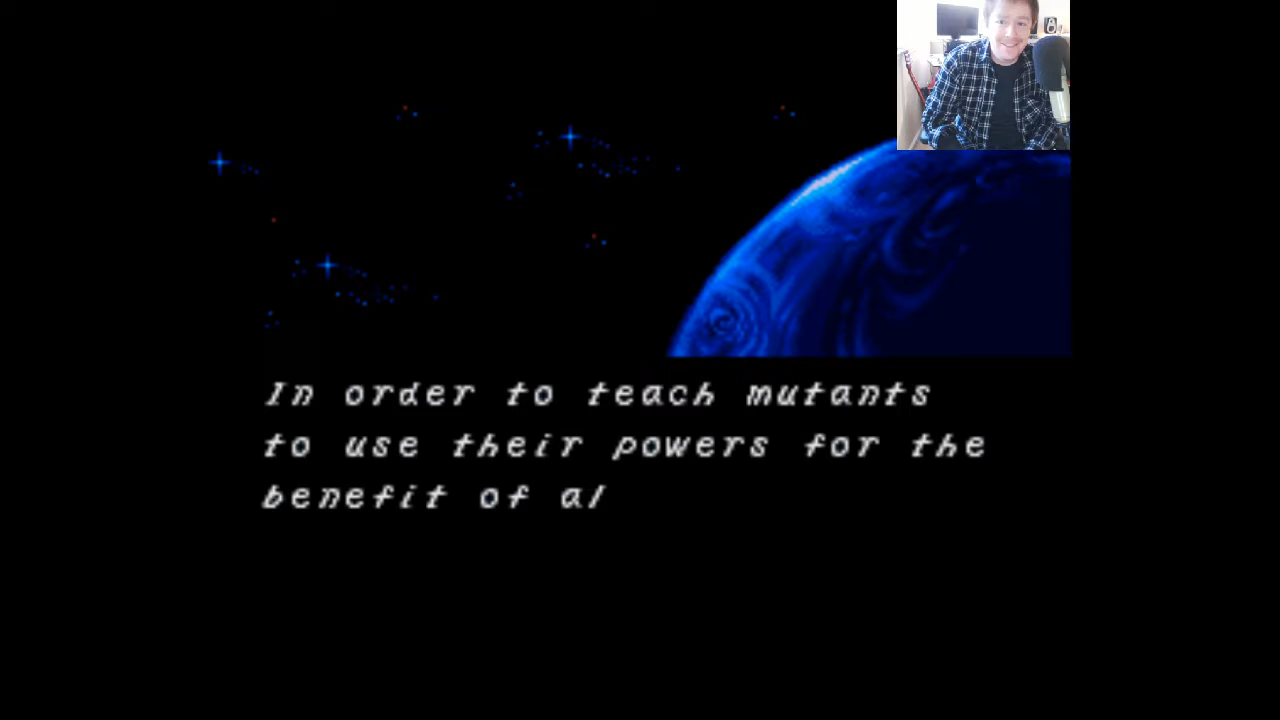 In order to teach mutants
to use their powers for the
benefit of al